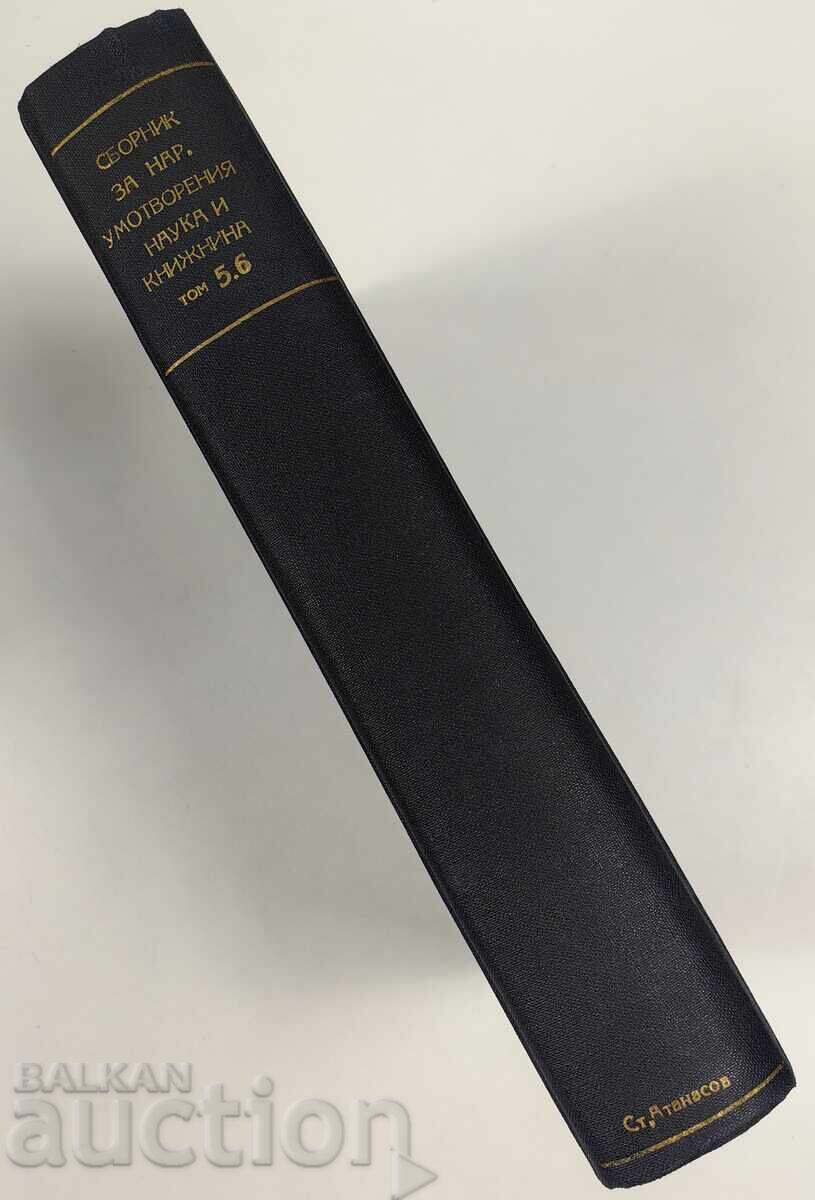 СБОРНИК
ЗА НАР.
УМОТВОРЕНИЯ
НАУКА И
КНИЖНИНА
ТОМ 5.6
Ст. Атанасов
BALKAN
auction